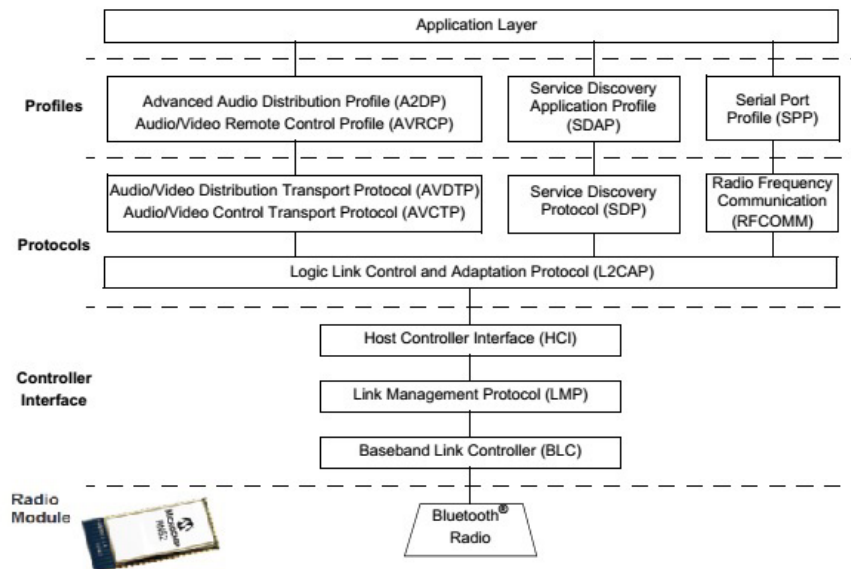 Application Layer
Profiles
Advanced Audio Distribution Profile (A2DP)
Audio/Video Remote Control Profile (AVRCP)
Service Discovery
Application Profile
(SDAP)
Serial Port
Profile (SPP)
Audio/Video Distribution Transport Protocol (AVDTP)
Audio/Video Control Transport Protocol (AVCTP)
Service Discovery
Protocol (SDP)
Radio Frequency
Communication
(RFCOMM)
Protocols
Logic Link Control and Adaptation Protocol (L2CAP)
Host Controller Interface (HCI)
Controller
Interface
Link Management Protocol (LMP)
Baseband Link Controller (BLC)
Radio
Module
MICROCHIP
Bluetooth®
Radio